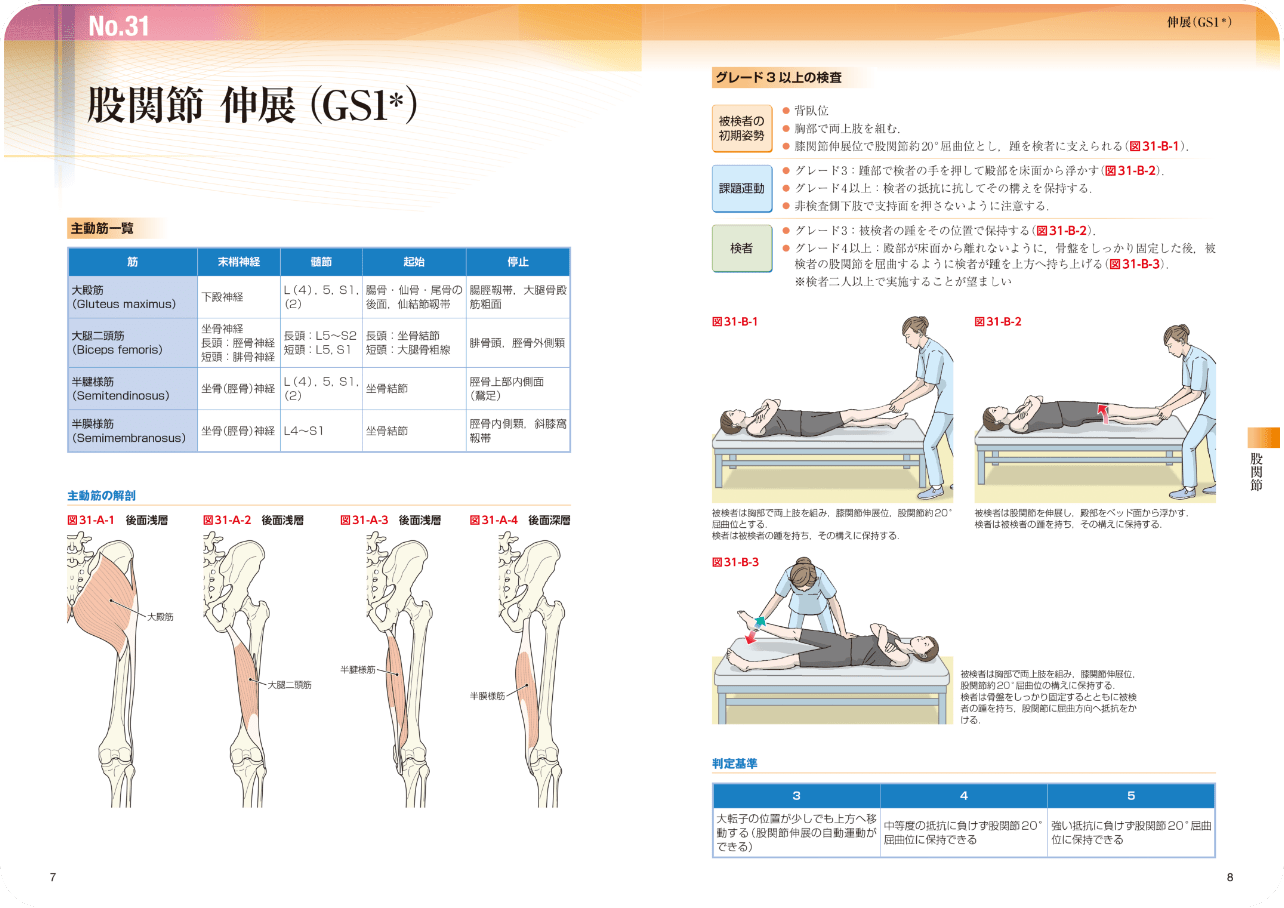 No.31
股関節 伸展(GS1*)
主動筋一覧
筋 末梢神経 髄節 起始 停止
大殿筋
(Gluteus maximus)
下殿神経
L(4),5,S1,
(2)
腸骨・仙骨・尾骨の
後面,仙結節靱帯
腸脛靱帯,大腿骨殿
筋粗面
大腿二頭筋
(Biceps femoris)
坐骨神経
長頭:脛骨神経
短頭:腓骨神経
長頭:L5〜S2
短頭:L5,S1
長頭:坐骨結節
短頭:大腿骨粗線
腓骨頭,脛骨外側顆
半腱様筋
(Semitendinosus)
坐骨(脛骨)神経
L(4),5,S1,
(2)
坐骨結節
脛骨上部内側面
(鵞足)
半膜様筋
(Semimembranosus)
坐骨(脛骨)神経
L4〜S1
坐骨結節
脛骨内側顆,斜膝窩
靱帯
主動筋の解剖
図31-A-1 後面浅層
図31-A-2 後面浅層
図31-A-3 後面浅層
図31-A-4 後面深層
大殿筋
大腿二頭筋
半腱様筋
半膜様筋
7
伸展(GS1*)
グレード3以上の検査
被検者の
初期姿勢
● 背臥位
● 胸部で両上肢を組む.
● 膝関節伸展位で股関節約20°屈曲位とし,踵を検者に支えられる(図31-B-1).
課題運動
● グレード3:踵部で検者の手を押して殿部を床面から浮かす(図31-B-2).
● グレード4以上:検者の抵抗に抗してその構えを保持する.
● 非検査側下肢で支持面を押さないように注意する.
検者
● グレード3:被検者の踵をその位置で保持する(図31-B-2).
● グレード4以上:殿部が床面から離れないように,骨盤をしっかり固定した後,被
検者の股関節を屈曲するように検者が踵を上方へ持ち上げる(図31-B-3).
※検者二人以上で実施することが望ましい
図31-B-1
図31-B-2
被検者は胸部で両上肢を組み,膝関節伸展位,股関節約20°
屈曲位とする.
検者は被検者の踵を持ち,その構えに保持する.
被検者は股関節を伸展し,殿部をベッド面から浮かす.
検者は被検者の踵を持ち,その構えに保持する.
図31-B-3
被検者は胸部で両上肢を組み,膝関節伸展位,
股関節約20°屈曲位の構えに保持する.
検者は骨盤をしっかり固定するとともに被検
者の踵を持ち,股関節に屈曲方向へ抵抗をか
ける.
判定基準
3 4 5
大転子の位置が少しでも上方へ移
動する(股関節伸展の自動運動が
できる)
中等度の抵抗に負けず股関節20°
屈曲位に保持できる
強い抵抗に負けず股関節20°屈曲
位に保持できる
股関節
8